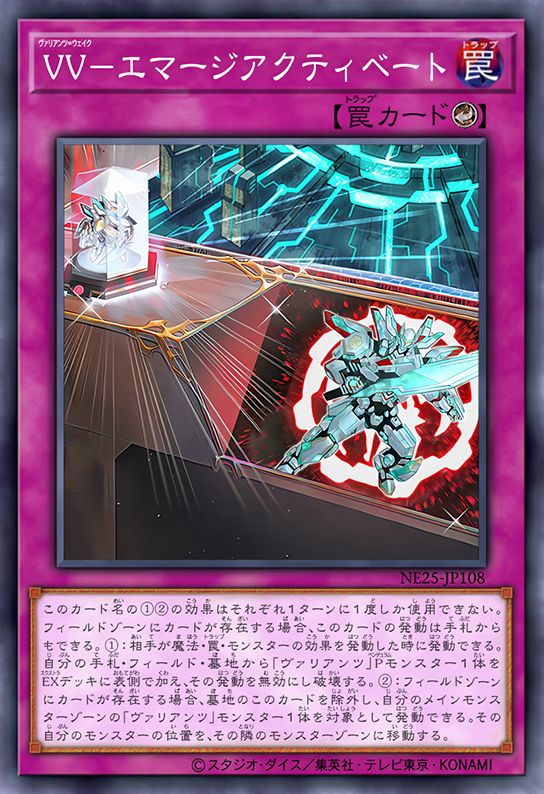 ヴァリアンツ＝ウェイク
VV－エマージアクティベート
トラップ
罠
トラップ
【罠カード】
NE25-JP108
このカード名の①②の効果はそれぞれ1ターンに1度しか使用できない。
フィールドゾーンにカードが存在する場合、このカードの発動は手札から
もできる。①：相手が魔法・罠・モンスターの効果を発動した時に発動できる。
自分の手札・フィールド・墓地から「ヴァリアンツ」Pモンスター1体を
EXデッキに表側で加え、その発動を無効にし破壊する。②：フィールドゾーン
にカードが存在する場合、墓地のこのカードを除外し、自分のメインモンス
ターゾーンの「ヴァリアンツ」モンスター1体を対象として発動できる。その
自分のモンスターの位置を、その隣のモンスターゾーンに移動する。
©スタジオ・ダイス／集英社・テレビ東京・KONAMI